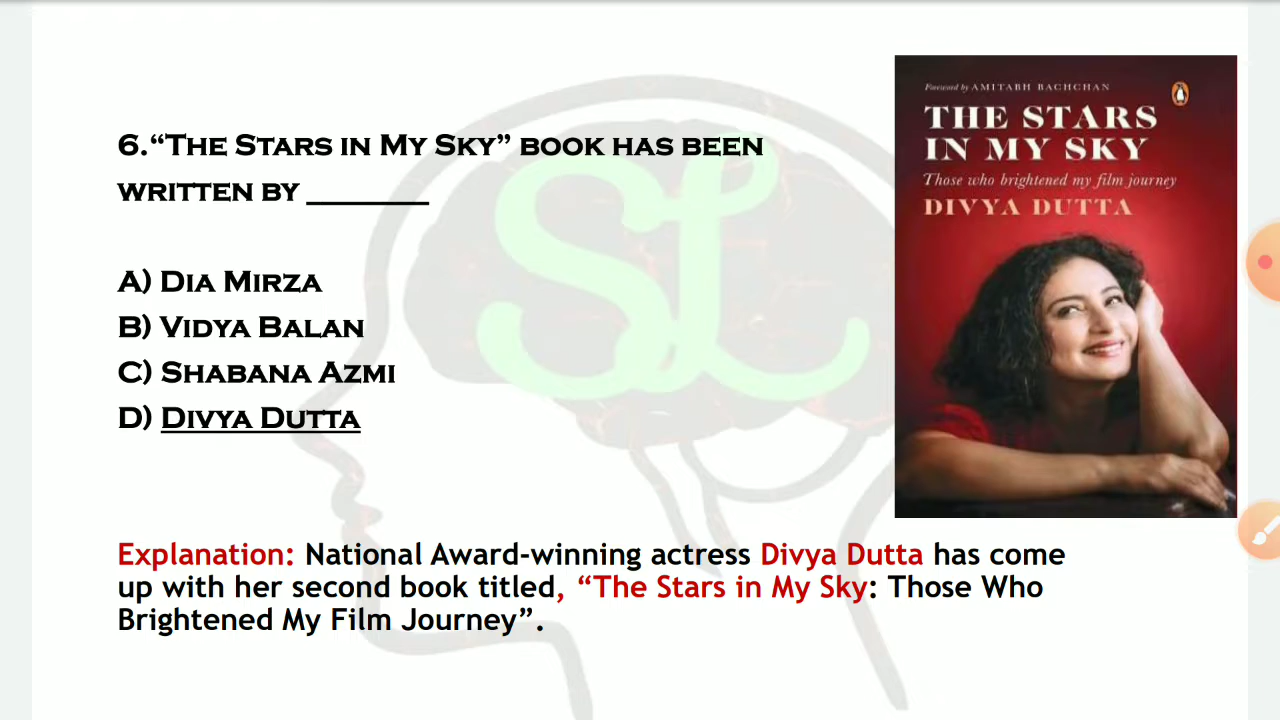 6.“The Stars in My Sky” book has been
written by ________
A) Dia Mirza
B) Vidya Balan
C) Shabana Azmi
D) Divya Dutta
Explanation: National Award-winning actress Divya Dutta has come
up with her second book titled, “The Stars in My Sky: Those Who
Brightened My Film Journey”.
Foreword by AMITABH BACHCHAN
THE STARS
IN MY SKY
Those who brightened my film journey
DIVYA DUTTA
SL